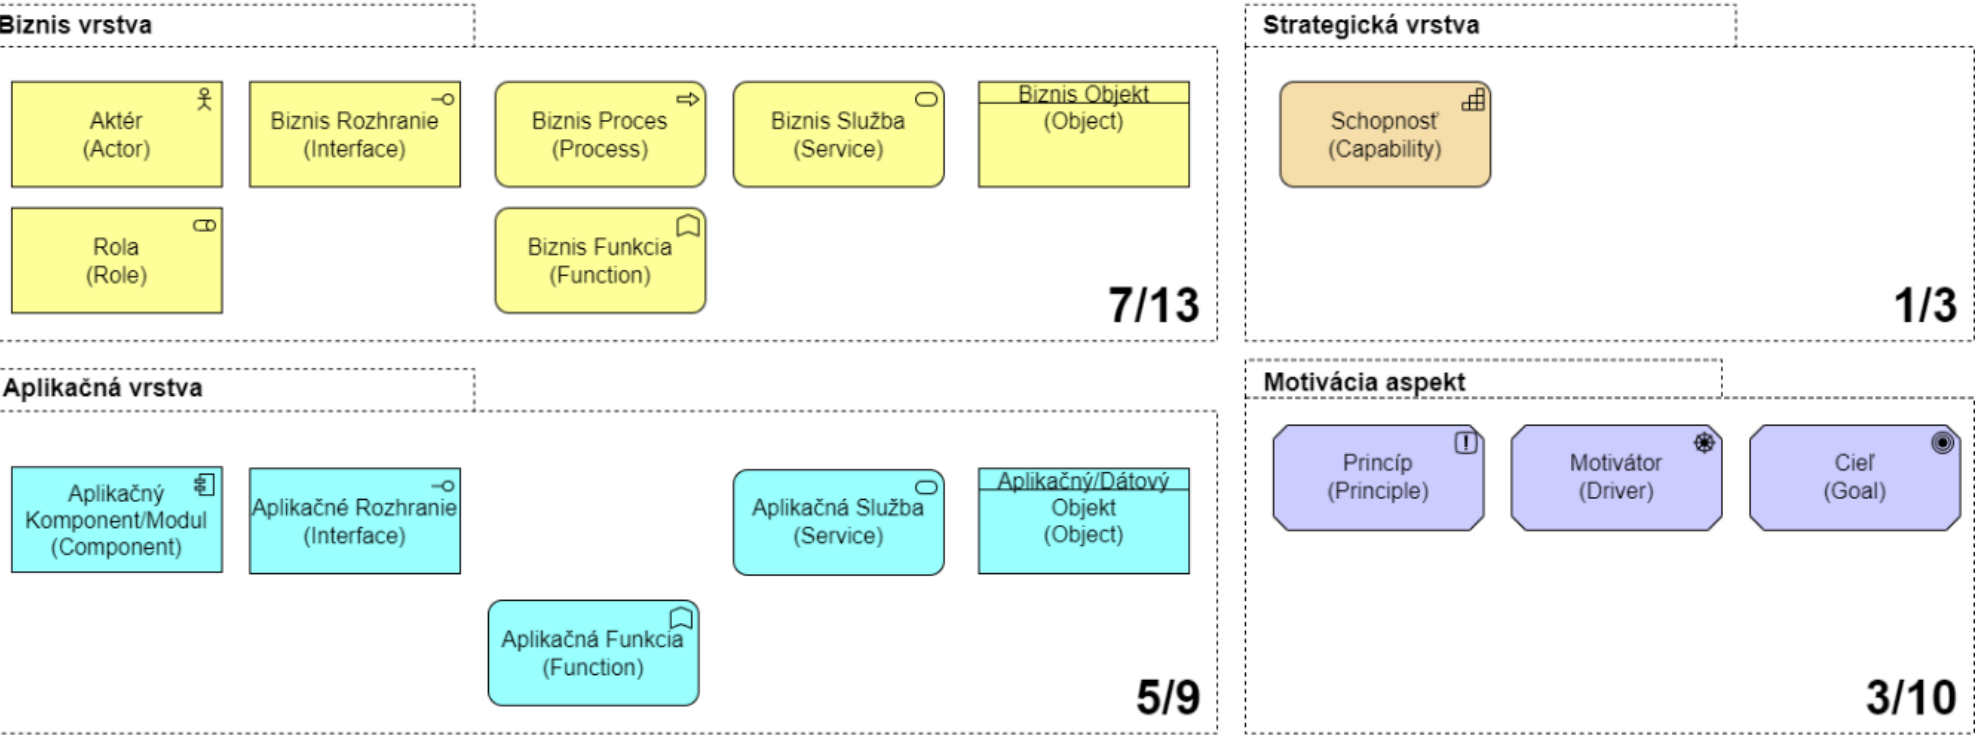 Biznis vrstva
Aktér
(Actor)
Biznis Rozhranie
(Interface)
Biznis Proces
(Process)
Biznis Služba
(Service)
Biznis Objekt
(Object)
Rola
(Role)
Biznis Funkcia
(Function)
7/13
Strategická vrstva
Schopnosť
(Capability)
1/3
Aplikačná vrstva
Aplikačný
Komponent/Modul
(Component)
Aplikačné Rozhranie
(Interface)
Aplikačná Služba
(Service)
Aplikačný/Dátový
Objekt
(Object)
Aplikačná Funkcia
(Function)
5/9
Motivácia aspekt
Princíp
(Principle)
Motivátor
(Driver)
Cieľ
(Goal)
3/10